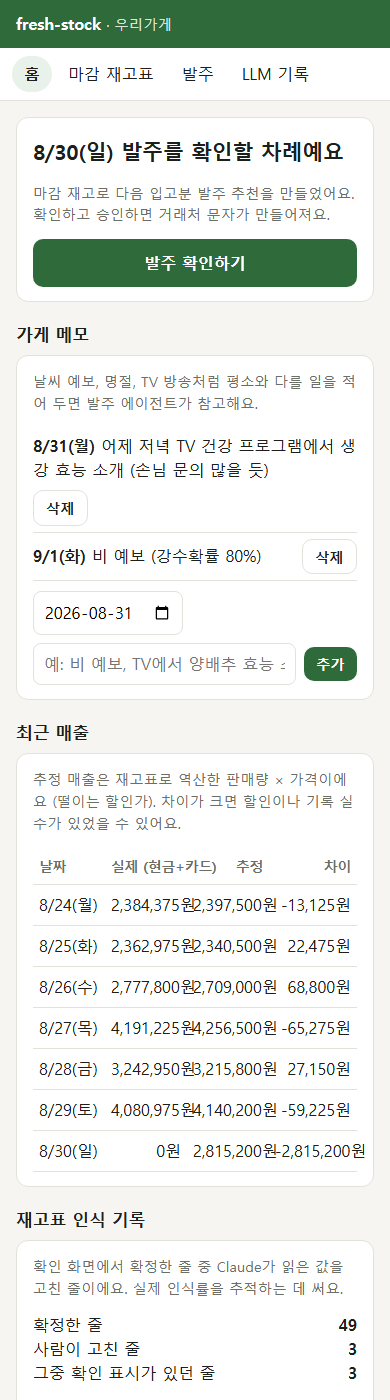 fresh-stock · 우리가게
홈 마감 재고표 발주 LLM 기록
8/30(일) 발주를 확인할 차례예요
마감 재고로 다음 입고분 발주 추천을 만들었어요.
확인하고 승인하면 거래처 문자가 만들어져요.
발주 확인하기
가게 메모
날씨 예보, 명절, TV 방송처럼 평소와 다를 일을 적
어 두면 발주 에이전트가 참고해요.
8/31(월) 어제 저녁 TV 건강 프로그램에서 생
강 효능 소개 (손님 문의 많을 듯)
삭제
9/1(화) 비 예보 (강수확률 80%) 삭제
2026-08-31
예: 비 예보, TV에서 양배추 효능 추가
최근 매출
추정 매출은 재고표로 역산한 판매량 × 가격이에
요 (떨이는 할인가). 차이가 크면 할인이나 기록 실
수가 있었을 수 있어요.
날짜 실제 (현금+카드) 추정 차이
8/24(월) 2,384,375원 2,397,500원 -13,125원
8/25(화) 2,362,975원 2,340,500원 22,475원
8/26(수) 2,777,800원 2,709,000원 68,800원
8/27(목) 4,191,225원 4,256,500원 -65,275원
8/28(금) 3,242,950원 3,215,800원 27,150원
8/29(토) 4,080,975원 4,140,200원 -59,225원
8/30(일) 0원 2,815,200원 -2,815,200원
재고표 인식 기록
확인 화면에서 확정한 줄 중 Claude가 읽은 값을
고친 줄이에요. 실제 인식률을 추적하는 데 써요.
확정한 줄 49
사람이 고친 줄 3
그중 확인 표시가 있던 줄 3